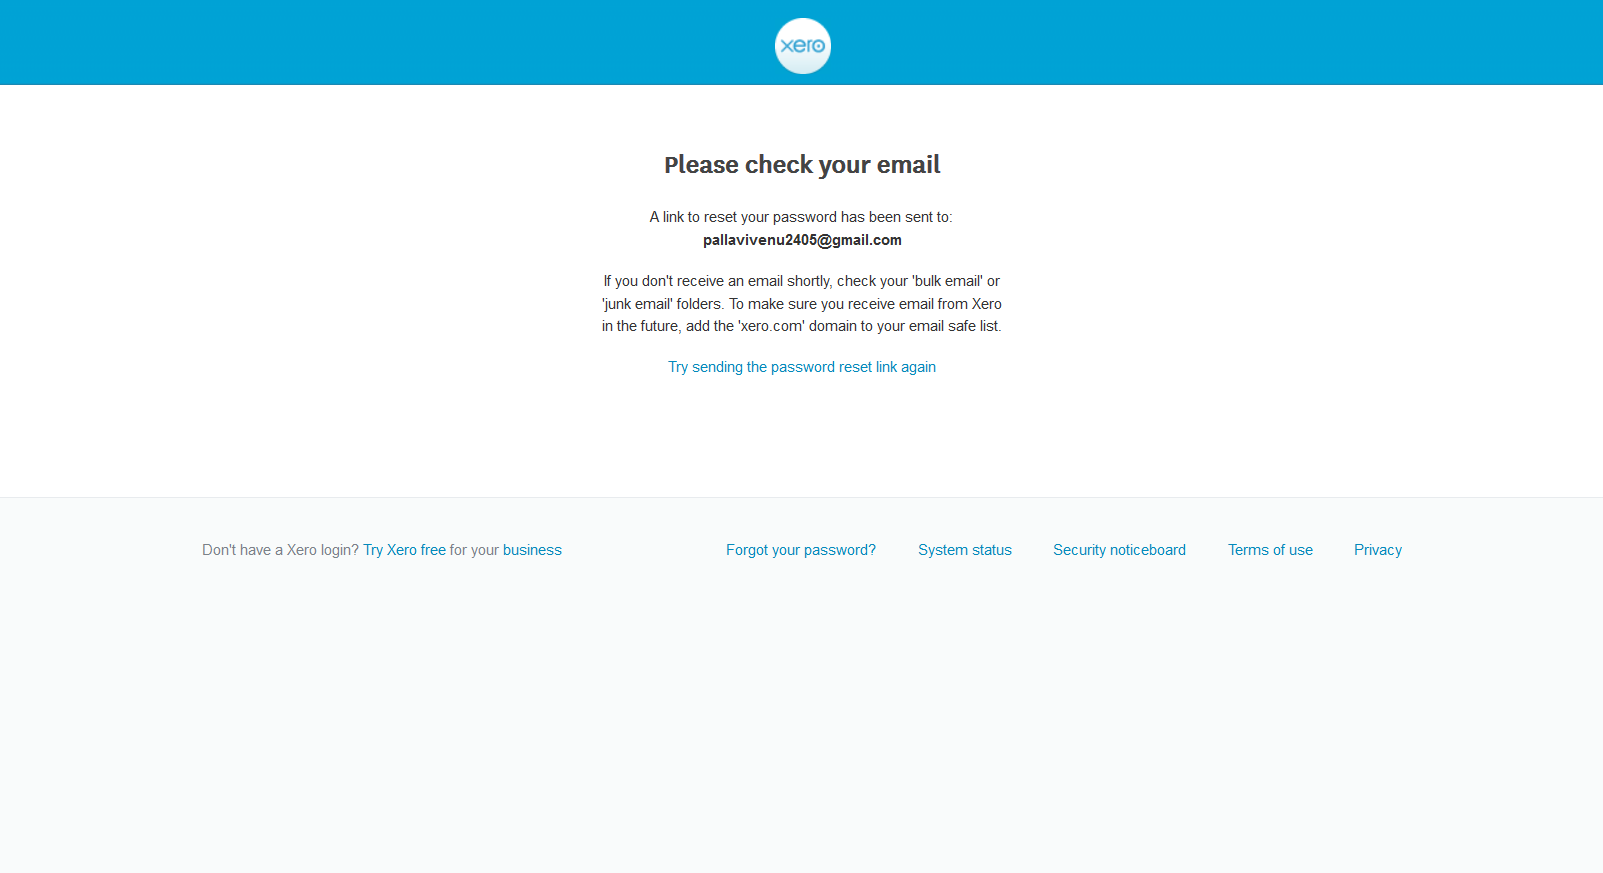 xero
Please check your email
A link to reset your password has been sent to:
pallavivenu2405@gmail.com
If you don't receive an email shortly, check your 'bulk email' or
'junk email' folders. To make sure you receive email from Xero
in the future, add the 'xero.com' domain to your email safe list.
Try sending the password reset link again
Don't have a Xero login? Try Xero free for your business
Forgot your password? System status Security noticeboard Terms of use Privacy